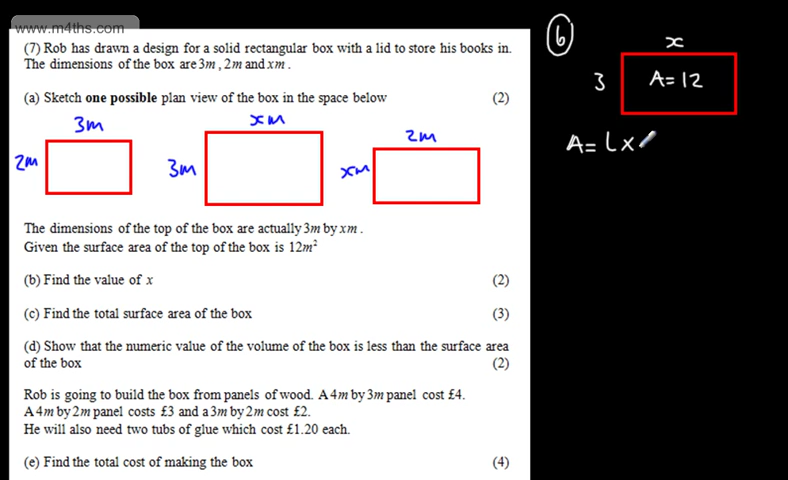 www.m4ths.com
(7) Rob has drawn a design for a solid rectangular box with a lid to store his books in.
The dimensions of the box are 3m , 2m and xm .
(a) Sketch one possible plan view of the box in the space below (2)
3m
2m
xm
3m
2m
xm
The dimensions of the top of the box are actually 3m by xm .
Given the surface area of the top of the box is 12m²
(b) Find the value of x (2)
(c) Find the total surface area of the box (3)
(d) Show that the numeric value of the volume of the box is less than the surface area
of the box (2)
Rob is going to build the box from panels of wood. A 4m by 3m panel cost £4.
A 4m by 2m panel costs £3 and a 3m by 2m cost £2.
He will also need two tubs of glue which cost £1.20 each.
(e) Find the total cost of making the box (4)
b
x
3
A=12
A= L x